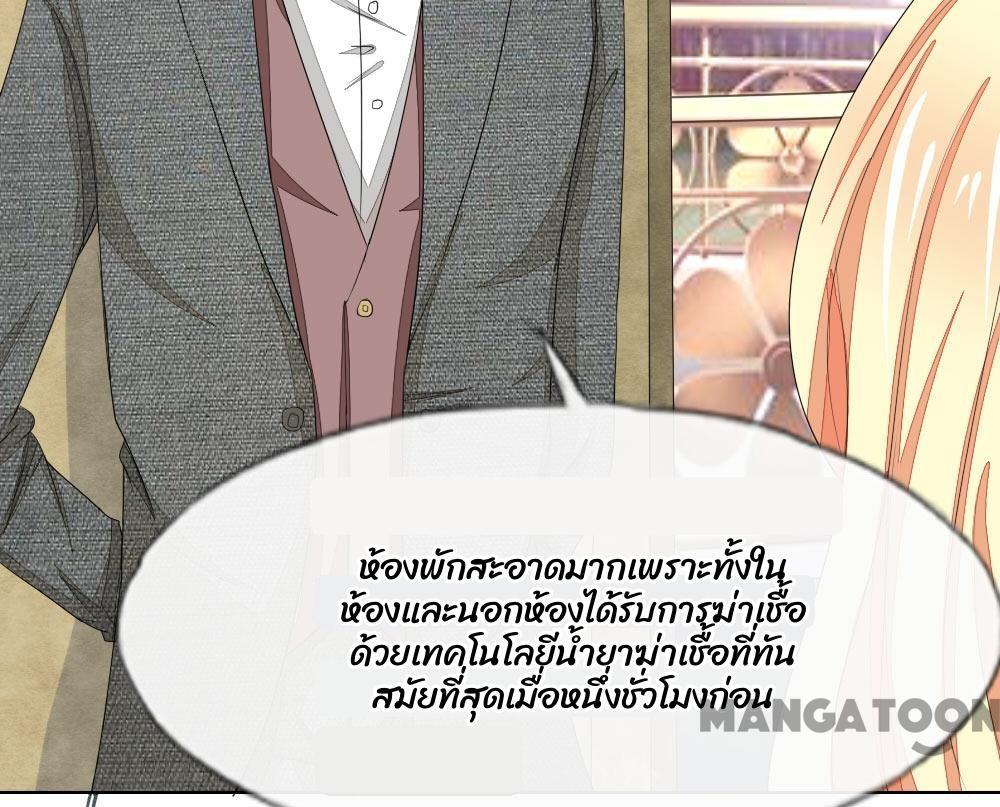 ห้องพักสะอาดมากเพราะทั้งใน
ห้องและนอกห้องได้รับการฆ่าเชื้อ
ด้วยเทคโนโลยีน้ำยาฆ่าเชื้อที่ทัน
สมัยที่สุดเมื่อหนึ่งชั่วโมงก่อน
MANGA TOON